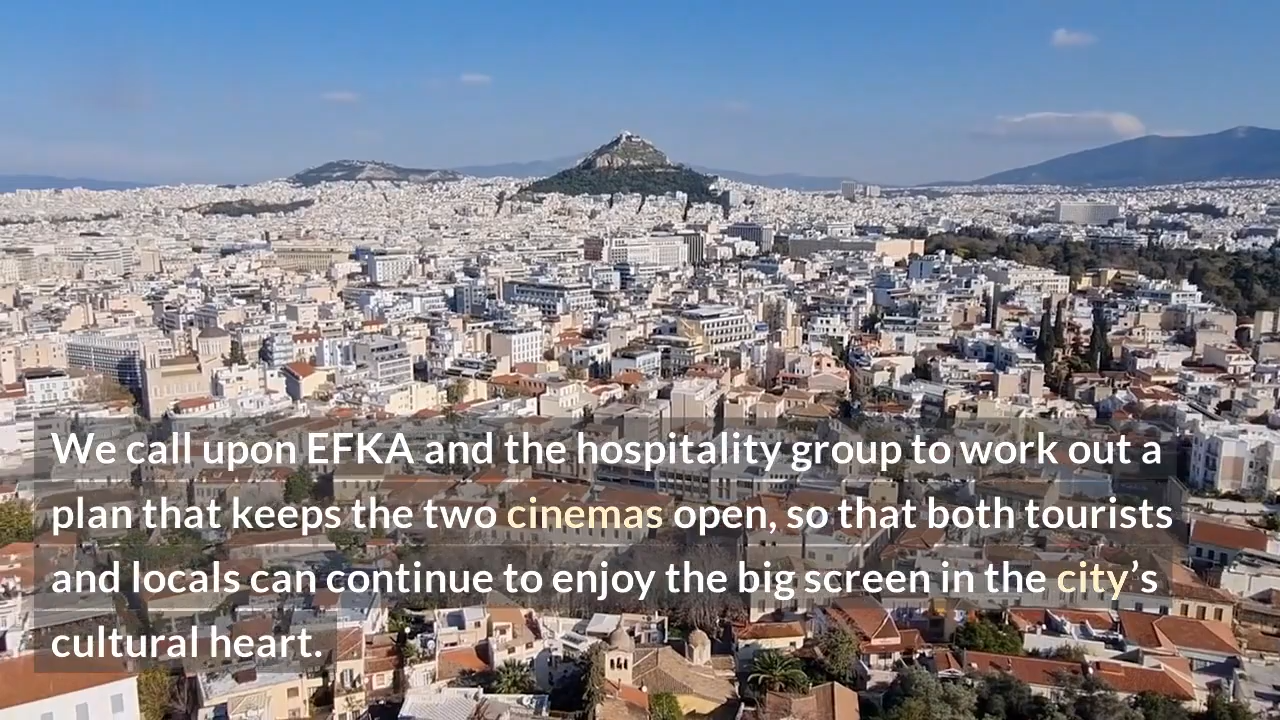 We call upon EFKA and the hospitality group to work out a
plan that keeps the two cinemas open, so that both tourists
and locals can continue to enjoy the big screen in the city’s
cultural heart.